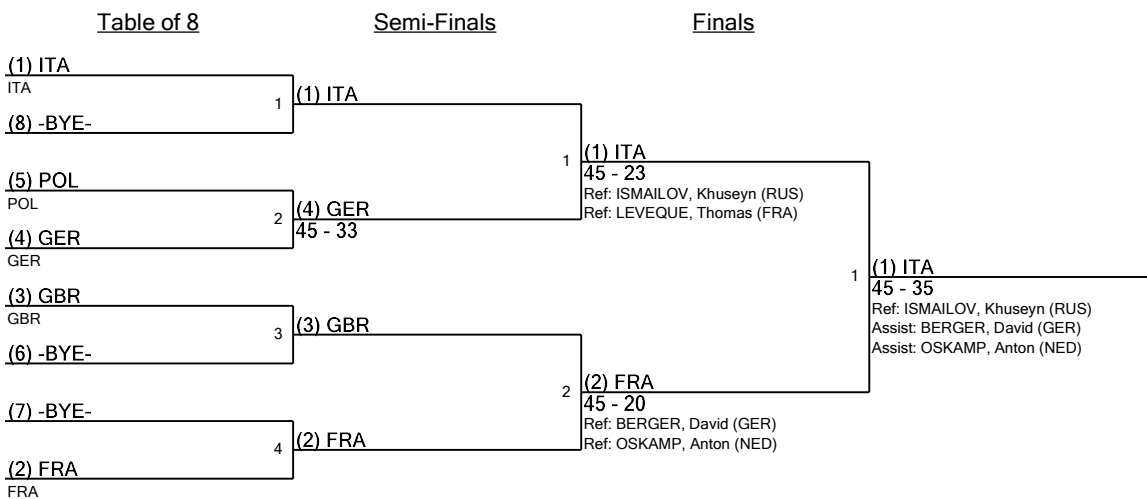 Table of 8
Semi-Finals
Finals
(1) ITA
ITA
1
(8) -BYE-
(5) POL
POL
2
(4) GER
GER
(3) GBR
GBR
3
(6) -BYE-
(7) -BYE-
4
(2) FRA
FRA
(1) ITA
1
(4) GER
45 - 33
(3) GBR
2
(2) FRA
(1) ITA
45 - 23
Ref: ISMAILOV, Khuseyn (RUS)
Ref: LEVEQUE, Thomas (FRA)
1
(2) FRA
45 - 20
Ref: BERGER, David (GER)
Ref: OSKAMP, Anton (NED)
(1) ITA
45 - 35
Ref: ISMAILOV, Khuseyn (RUS)
Assist: BERGER, David (GER)
Assist: OSKAMP, Anton (NED)